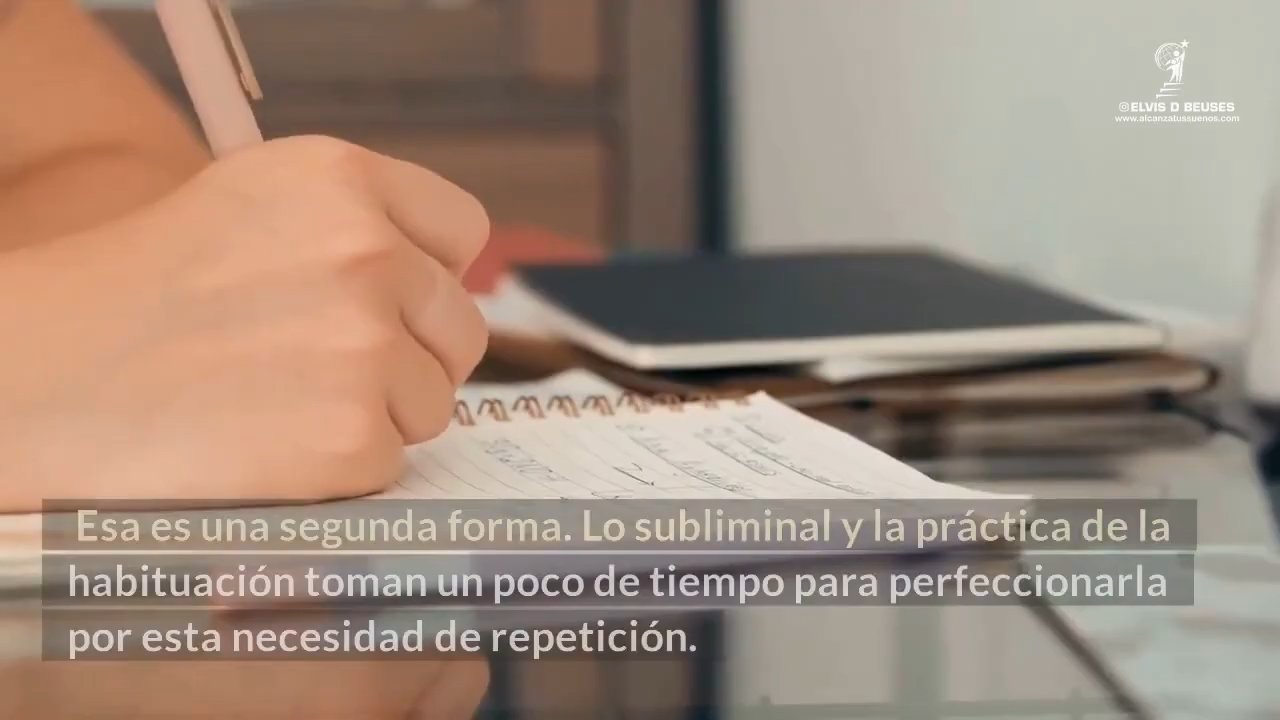 @ELVIS D BEUSES
www.alcanzatussuenos.com
Esa es una segunda forma. Lo subliminal y la práctica de la
habituación toman un poco de tiempo para perfeccionarla
por esta necesidad de repetición.